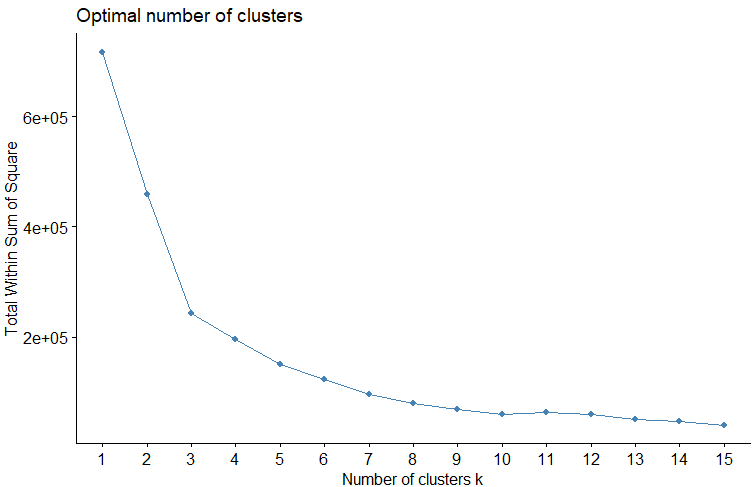 Optimal number of clusters
Total Within Sum of Square
6e+05
4e+05
2e+05
1 2 3 4 5 6 7 8 9 10 11 12 13 14 15
Number of clusters k